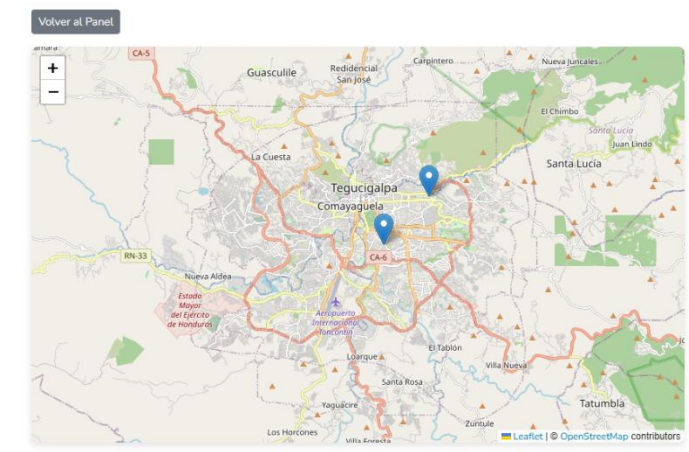 Volver al Panel
+
−
CA-5
Guasculile
Redidencial
San José
Carpintero
Nueva Juncales
El Chimbo
Santa Lucía
Juan Lindo
La Cuesta
Santa Lucía
Tegucigalpa
Comayagüela
CA-6
RN-33
Nueva Aldea
Estado
Mayor
del Ejército
de Honduras
Aeropuerto
Internacional
Toncontín
Loarque
El Tablón
Villa Nueva
Santa Rosa
Tatumbla
Yaguacire
Zuntule
Los Horcones
Villa Foresta
Leaflet | © OpenStreetMap contributors